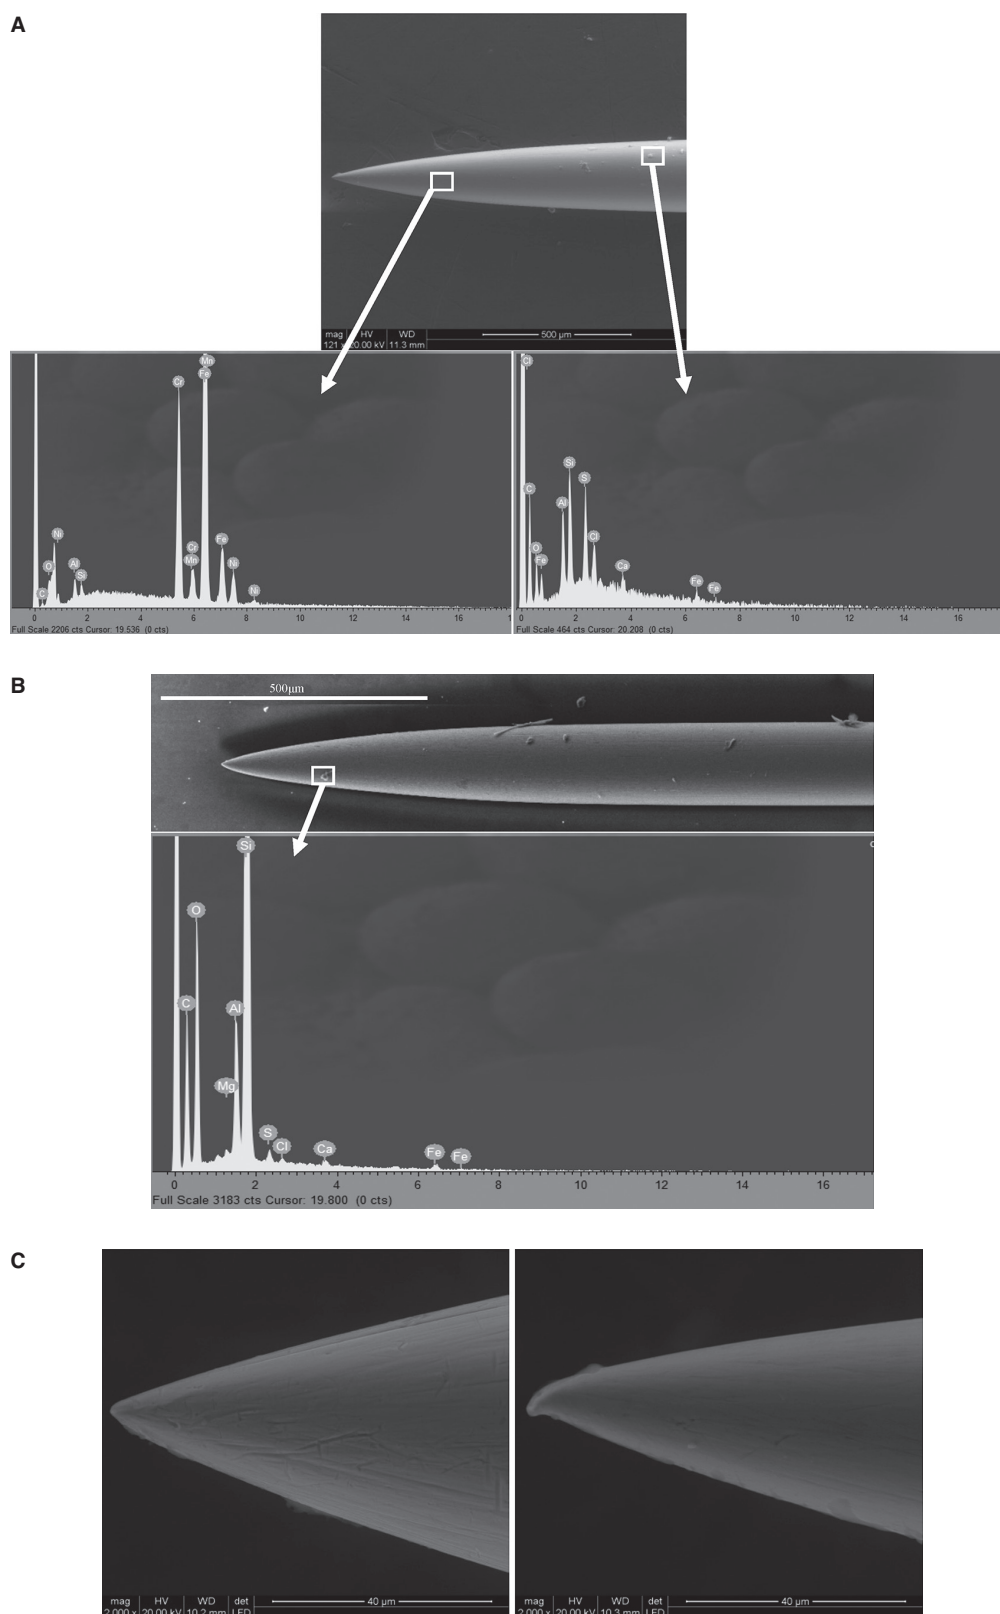 A
mag HV WD 500 µm
20.00 kV 11.3 mm
Mn
Cr Fe
Ni Cr Fe
O Al Mn Ni
C Si Ni
0 2 4 6 8 10 12 14 16
Full Scale 2206 cts Cursor: 19.536 (0 cts)
Cl
Si
C S
Al
O Cl
Fe Ca Fe Fe
0 2 4 6 8 10 12 14 16
Full Scale 464 cts Cursor: 20.208 (0 cts)
B
500µm
Si
O
C Al
Mg
S Cl Ca Fe Fe
0 2 4 6 8 10 12 14 16
Full Scale 3183 cts Cursor: 19.800 (0 cts)
C
mag HV WD det 40 µm
2,000 x 20.00 kV 10.2 mm LFD
mag HV WD det 40 µm
2,000 x 20.00 kV 10.3 mm LFD